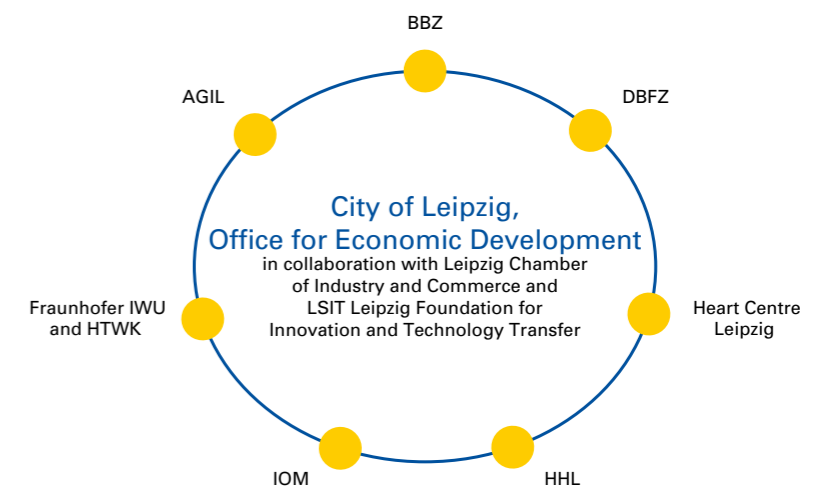 BBZ
AGIL
DBFZ
City of Leipzig,
Office for Economic Development
in collaboration with Leipzig Chamber
of Industry and Commerce and
LSIT Leipzig Foundation for
Innovation and Technology Transfer
Fraunhofer IWU
and HTWK
Heart Centre
Leipzig
IOM
HHL